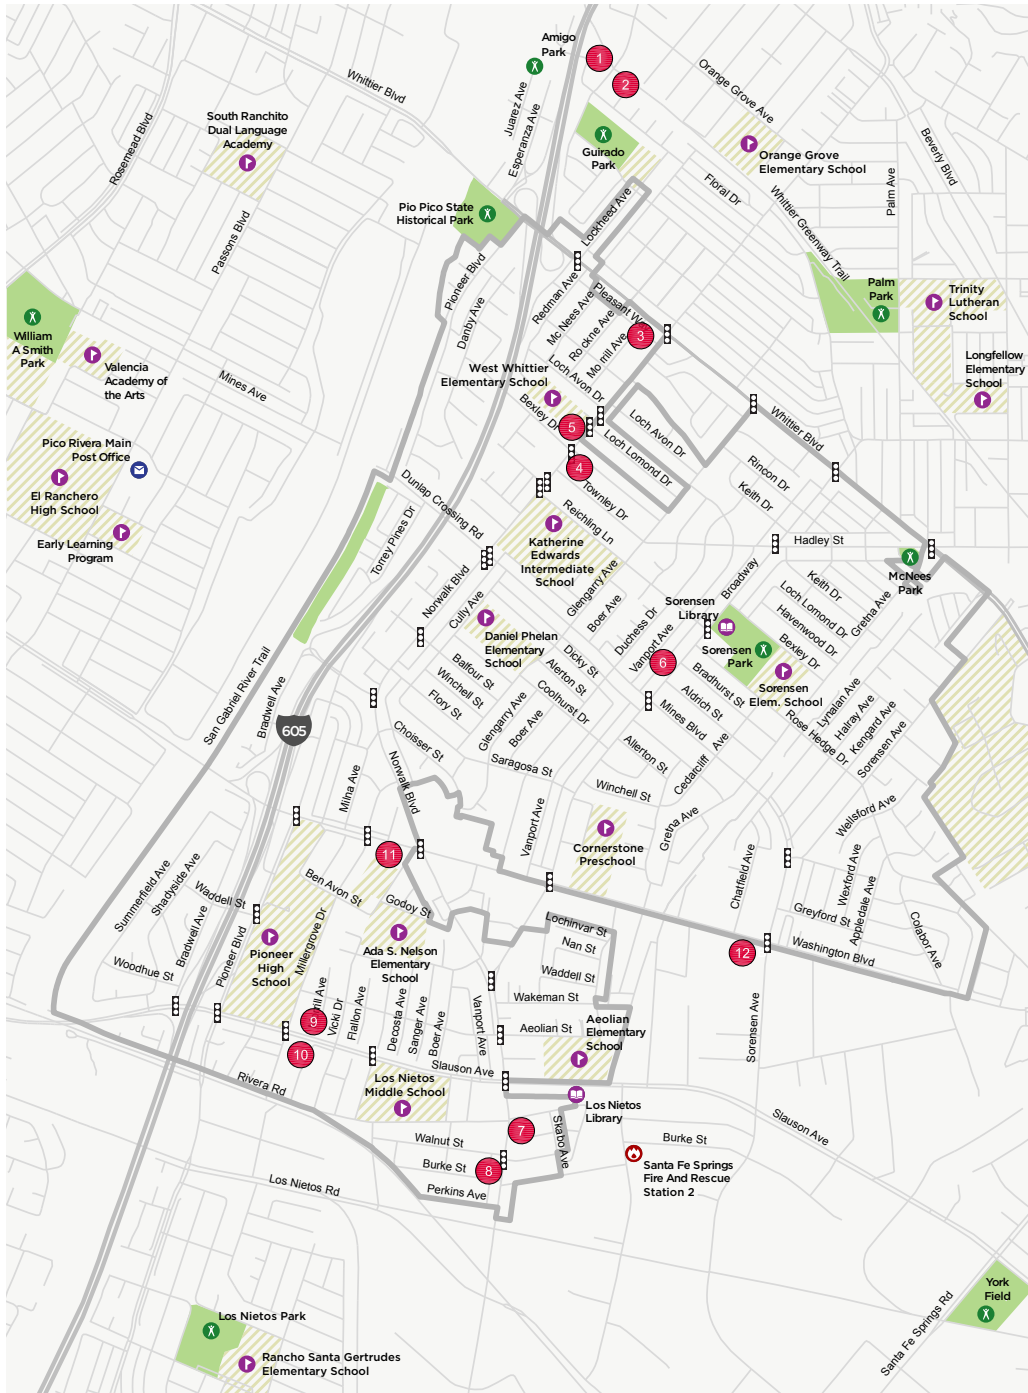 Amigo
Park
1
2
Whittier Blvd
Rosemead Blvd
Juarez Ave
Esperanza Ave
Orange Grove Ave
Beverly Blvd
South Ranchito
Dual Language
Academy
Guirado
Park
Orange Grove
Elementary School
Floral Dr
Palm Ave
Whittier Greenway Trail
Lockheed Ave
Pio Pico State
Historical Park
Passons Blvd
Pioneer Blvd
Danby Ave
Redman Ave
Mc Nees Ave
Rockne Ave
Morrill Ave
Pleasant
3
Palm
Park
Trinity
Lutheran
School
Longfellow
Elementary
School
William
A Smith
Park
Valencia
Academy of
the Arts
Mines Ave
West Whittier
Elementary School
Loch Avon Dr
Bexley Dr
5
4
Loch Avon Dr
Loch Lomond Dr
Whittier Blvd
Pico Rivera Main
Post Office
El Ranchero
High School
Early Learning
Program
Dunlap Crossing Rd
Torrey Pines Dr
Townley Dr
Reichling Ln
Rincon Dr
Keith Dr
Hadley St
Katherine
Edwards
Intermediate
School
McNees
Park
Norwalk Blvd
Cully Ave
Glengarry Ave
Boer Ave
Broadway
Keith Dr
Loch Lomond Dr
Havenwood Dr
Bexley Dr
Gretna Ave
Sorensen
Library
Sorensen
Park
Sorensen
Elem. School
Daniel Phelan
Elementary
School
Duchess Dr
Vanport Ave
6
Dicky St
Alerton St
Coolhurst Dr
Balfour St
Winchell St
Flory St
Glengarry Ave
Boer Ave
Bradhurst St
Aldrich St
Mines Blvd
Allerton St
Cedarcliff Ave
Rose Hedge Dr
Lynalan Ave
Halray Ave
Kengard Ave
Sorensen Ave
San Gabriel River Trail
Bradwell Ave
605
Choisser St
Norwalk Blvd
Milna Ave
Saragosa St
Winchell St
Vanport Ave
Gretna Ave
Cornerstone
Preschool
Wellsford Ave
Chatfield Ave
Wexford Ave
Appledale Ave
Greyford St
Washington Blvd
Colabor Ave
11
Ben Avon St
Godoy St
Summerfield Ave
Shadyside Ave
Waddell St
Bradwell Ave
Pioneer Blvd
Woodhue St
Pioneer
High
School
Millergrove Dr
Ada S. Nelson
Elementary
School
Lochinvar St
Nan St
Waddell St
Wakeman St
Aeolian St
Aeolian
Elementary
School
12
Sorensen Ave
9
10
Vicki Dr
Flallon Ave
Decosta Ave
Sanger Ave
Boer Ave
Vanport Ave
Slauson Ave
Rivera Rd
Los Nietos
Middle School
Los Nietos
Library
7
8
Walnut St
Burke St
Perkins Ave
Skabo Ave
Burke St
Slauson Ave
Santa Fe Springs
Fire And Rescue
Station 2
Los Nietos Rd
Los Nietos Park
Rancho Santa Gertrudes
Elementary School
Santa Fe Springs Rd
York
Field